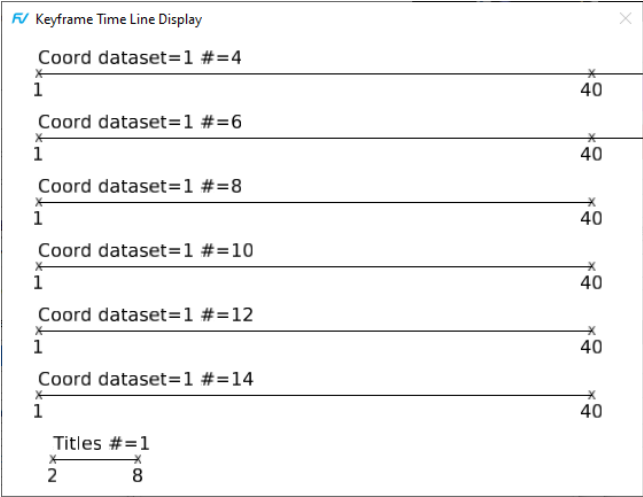 FV Keyframe Time Line Display
Coord dataset=1 #=4
1 40
Coord dataset=1 #=6
1 40
Coord dataset=1 #=8
1 40
Coord dataset=1 #=10
1 40
Coord dataset=1 #=12
1 40
Coord dataset=1 #=14
1 40
Titles #=1
2 8